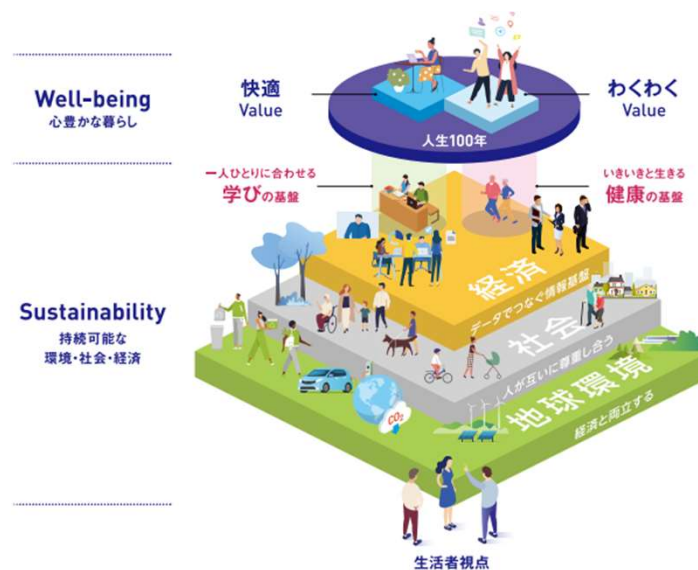 Well-being
心豊かな暮らし
快適
Value
わくわく
Value
人生100年
一人ひとりに合わせる
学びの基盤
いきいきと生きる
健康の基盤
Sustainability
持続可能な
環境・社会・経済
経済
データでつなぐ情報基盤
社会
人が互いに尊重し合う
地球環境
経済と両立する
CO2
生活者視点